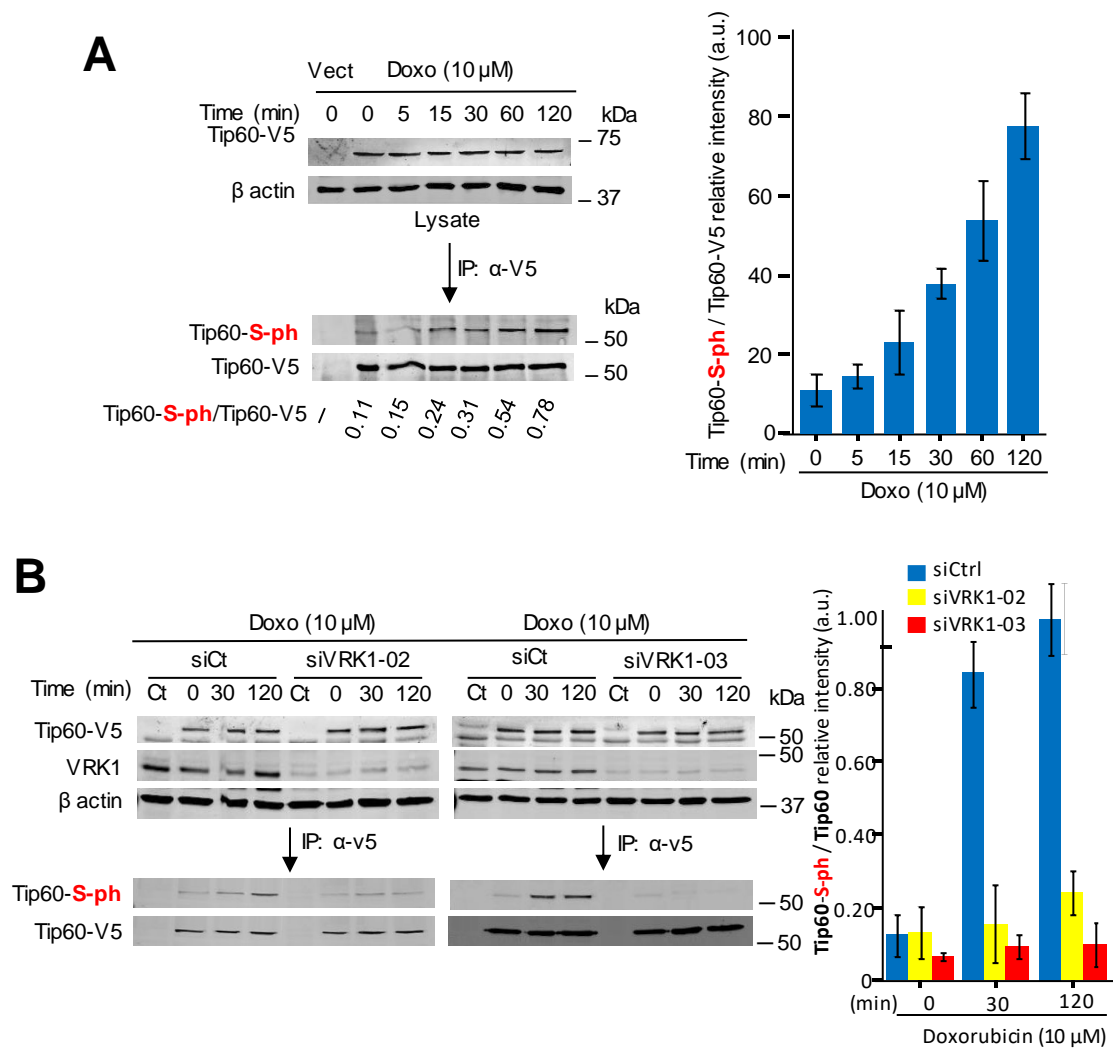 A
Vect Doxo (10 µM)
Time (min) 0 0 5 15 30 60 120 kDa
Tip60-V5
– 75
β actin
– 37
Lysate
IP: α-V5
kDa
Tip60-S-ph
– 50
Tip60-V5
– 50
Tip60-S-ph/Tip60-V5 / 0.11 0.15 0.24 0.31 0.54 0.78
Tip60-S-ph / Tip60-V5 relative intensity (a.u.)
100
80
60
40
20
0
Time (min) 0 5 15 30 60 120
Doxo (10 µM)
B
Doxo (10 µM) Doxo (10 µM)
siCt siVRK1-02 siCt siVRK1-03
Time (min) Ct 0 30 120 Ct 0 30 120 Ct 0 30 120 Ct 0 30 120 kDa
Tip60-V5
– 50
– 50
VRK1
β actin
– 37
IP: α-v5 IP: α-v5
Tip60-S-ph
– 50
Tip60-V5
– 50
siCtrl
siVRK1-02
siVRK1-03
Tip60-S-ph / Tip60 relative intensity (a.u.)
1.00
0.80
0.60
0.40
0.20
0
(min) 0 30 120
Doxorubicin (10 µM)